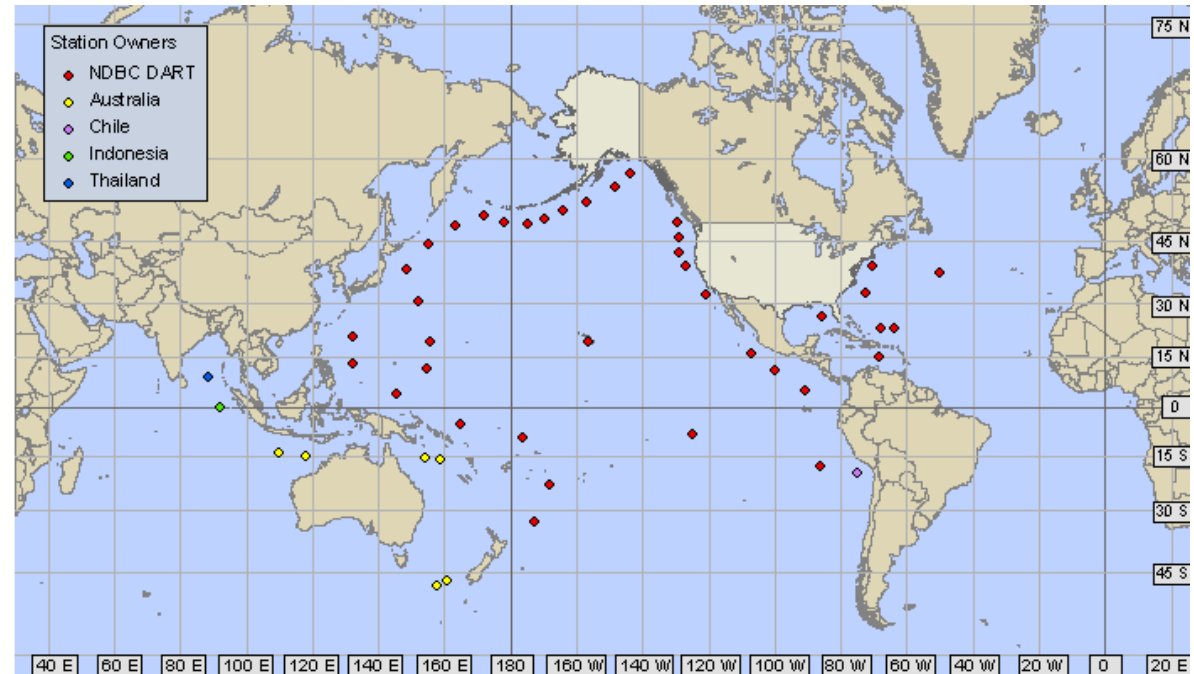 Station Owners
NDBC DART
Australia
Chile
Indonesia
Thailand
75 N
60 N
45 N
30 N
15 N
0
15 S
30 S
45 S
40 E 60 E 80 E 100 E 120 E 140 E 160 E 180 160 W 140 W 120 W 100 W 80 W 60 W 40 W 20 W 0 20 E